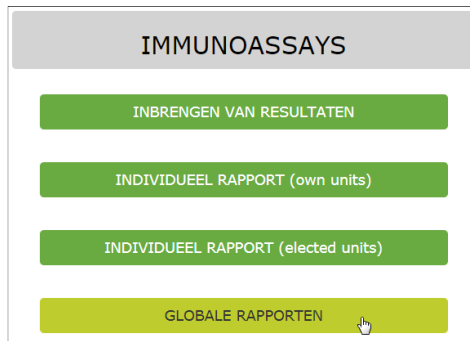 IMMUNOASSAYS
INBRENGEN VAN RESULTATEN
INDIVIDUEEL RAPPORT (own units)
INDIVIDUEEL RAPPORT (elected units)
GLOBALE RAPPORTEN